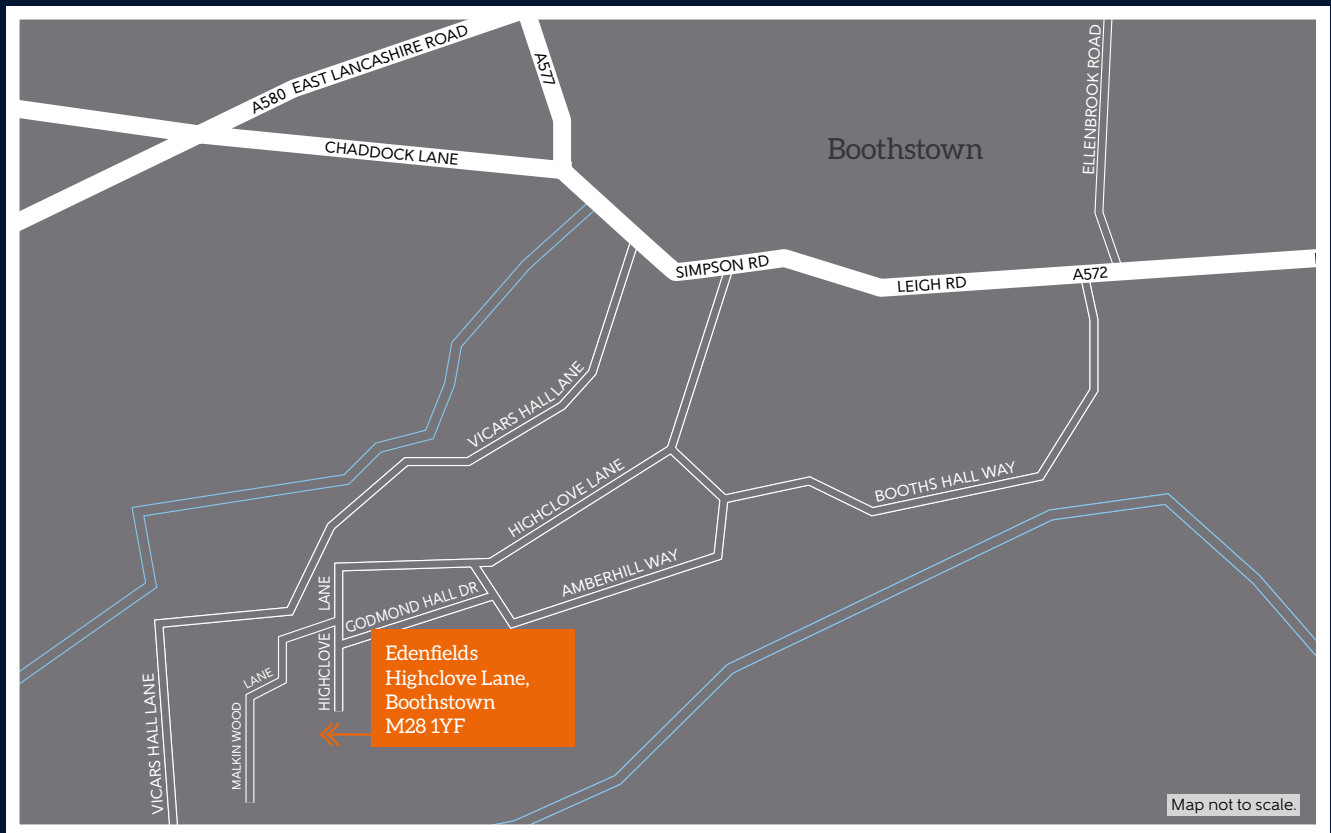 A580 EAST LANCASHIRE ROAD
A577
ELLENBROOK ROAD
CHADDOCK LANE
Boothstown
SIMPSON RD
LEIGH RD
A572
VICARS HALL LANE
HIGHCLOVE LANE
BOOTHS HALL WAY
AMBERHILL WAY
GODMOND HALL DR
HIGHCLOVE LANE
MALKIN WOOD LANE
VICARS HALL LANE
Edenfields
Highclove Lane,
Boothstown
M28 1YF
Map not to scale.